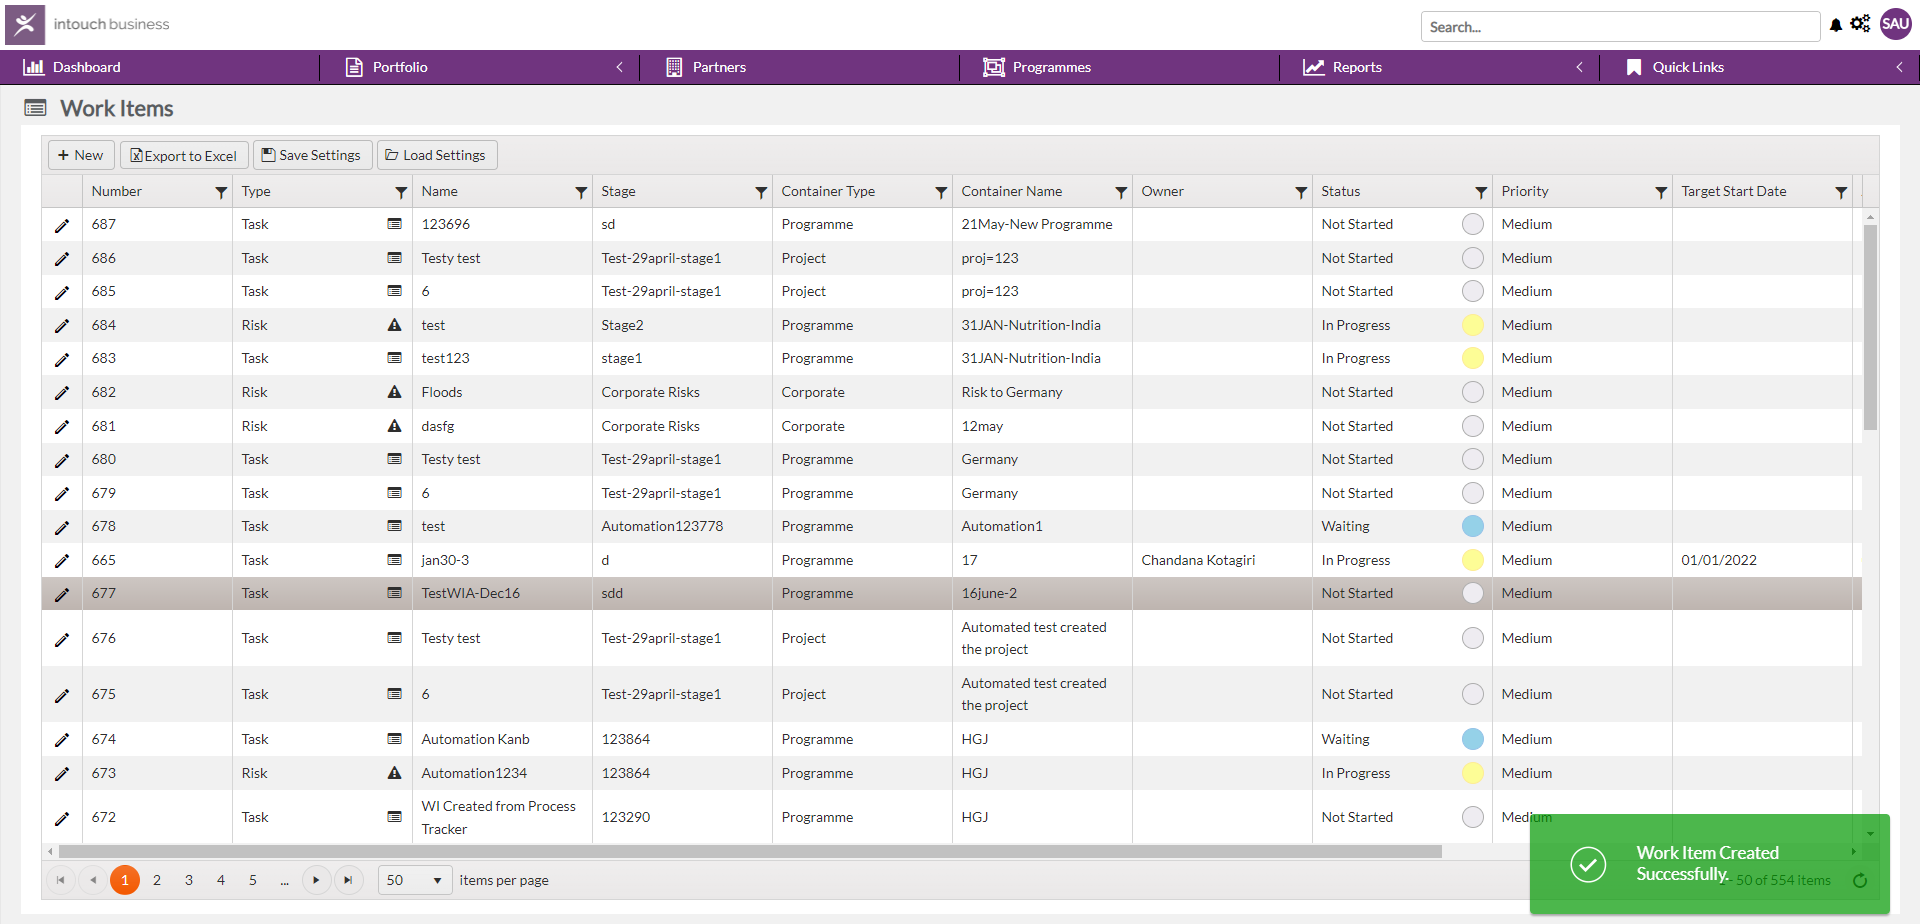 intouch business
Search...
SAU
Dashboard
Portfolio
Partners
Programmes
Reports
Quick Links
Work Items
+ New
Export to Excel
Save Settings
Load Settings
Number Type Name Stage Container Type Container Name Owner Status Priority Target Start Date
687 Task 123696 sd Programme 21May-New Programme Not Started Medium
686 Task Testy test Test-29april-stage1 Project proj=123 Not Started Medium
685 Task 6 Test-29april-stage1 Project proj=123 Not Started Medium
684 Risk test Stage2 Programme 31JAN-Nutrition-India In Progress Medium
683 Task test123 stage1 Programme 31JAN-Nutrition-India In Progress Medium
682 Risk Floods Corporate Risks Corporate Risk to Germany Not Started Medium
681 Risk dasfg Corporate Risks Corporate 12may Not Started Medium
680 Task Testy test Test-29april-stage1 Programme Germany Not Started Medium
679 Task 6 Test-29april-stage1 Programme Germany Not Started Medium
678 Task test Automation123778 Programme Automation1 Waiting Medium
665 Task jan30-3 d Programme 17 Chandana Kotagiri In Progress Medium 01/01/2022
677 Task TestWIA-Dec16 sdd Programme 16june-2 Not Started Medium
676 Task Testy test Test-29april-stage1 Project Automated test created
the project Not Started Medium
675 Task 6 Test-29april-stage1 Project Automated test created
the project Not Started Medium
674 Task Automation Kanb 123864 Programme HGJ Waiting Medium
673 Risk Automation1234 123864 Programme HGJ In Progress Medium
672 Task WI Created from Process
Tracker 123290 Programme HGJ Not Started Medium
1 2 3 4 5 ... 50 items per page
Work Item Created
Successfully.
- 50 of 554 items